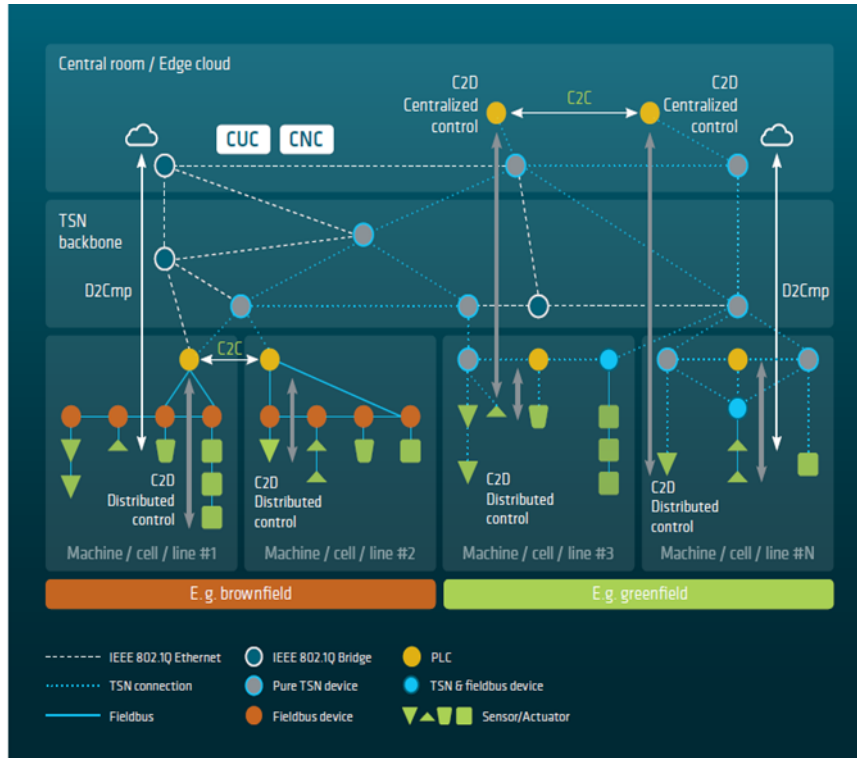 Central room / Edge cloud
C2D
Centralized
control
C2C
C2D
Centralized
control
CUC
CNC
TSN
backbone
D2Cmp
D2Cmp
C2C
C2D
Distributed
control
C2D
Distributed
control
C2D
Distributed
control
C2D
Distributed
control
Machine / cell / line #1
Machine / cell / line #2
Machine / cell / line #3
Machine / cell / line #N
E.g. brownfield
E.g. greenfield
IEEE 802.1Q Ethernet
IEEE 802.1Q Bridge
PLC
TSN connection
Pure TSN device
TSN & fieldbus device
Fieldbus
Fieldbus device
Sensor/Actuator